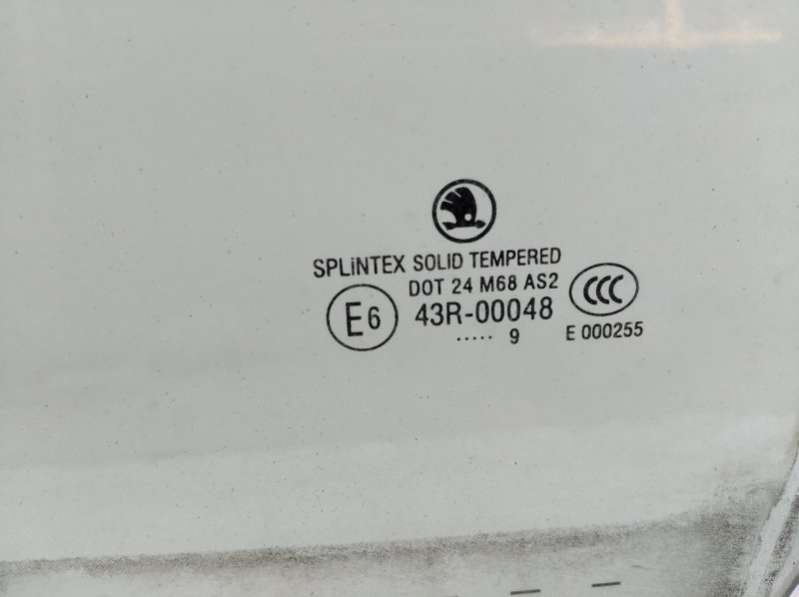 SPLiNTEX SOLID TEMPERED
DOT 24 M68 AS2
E6 43R-00048 CCC
..... 9 E 000255